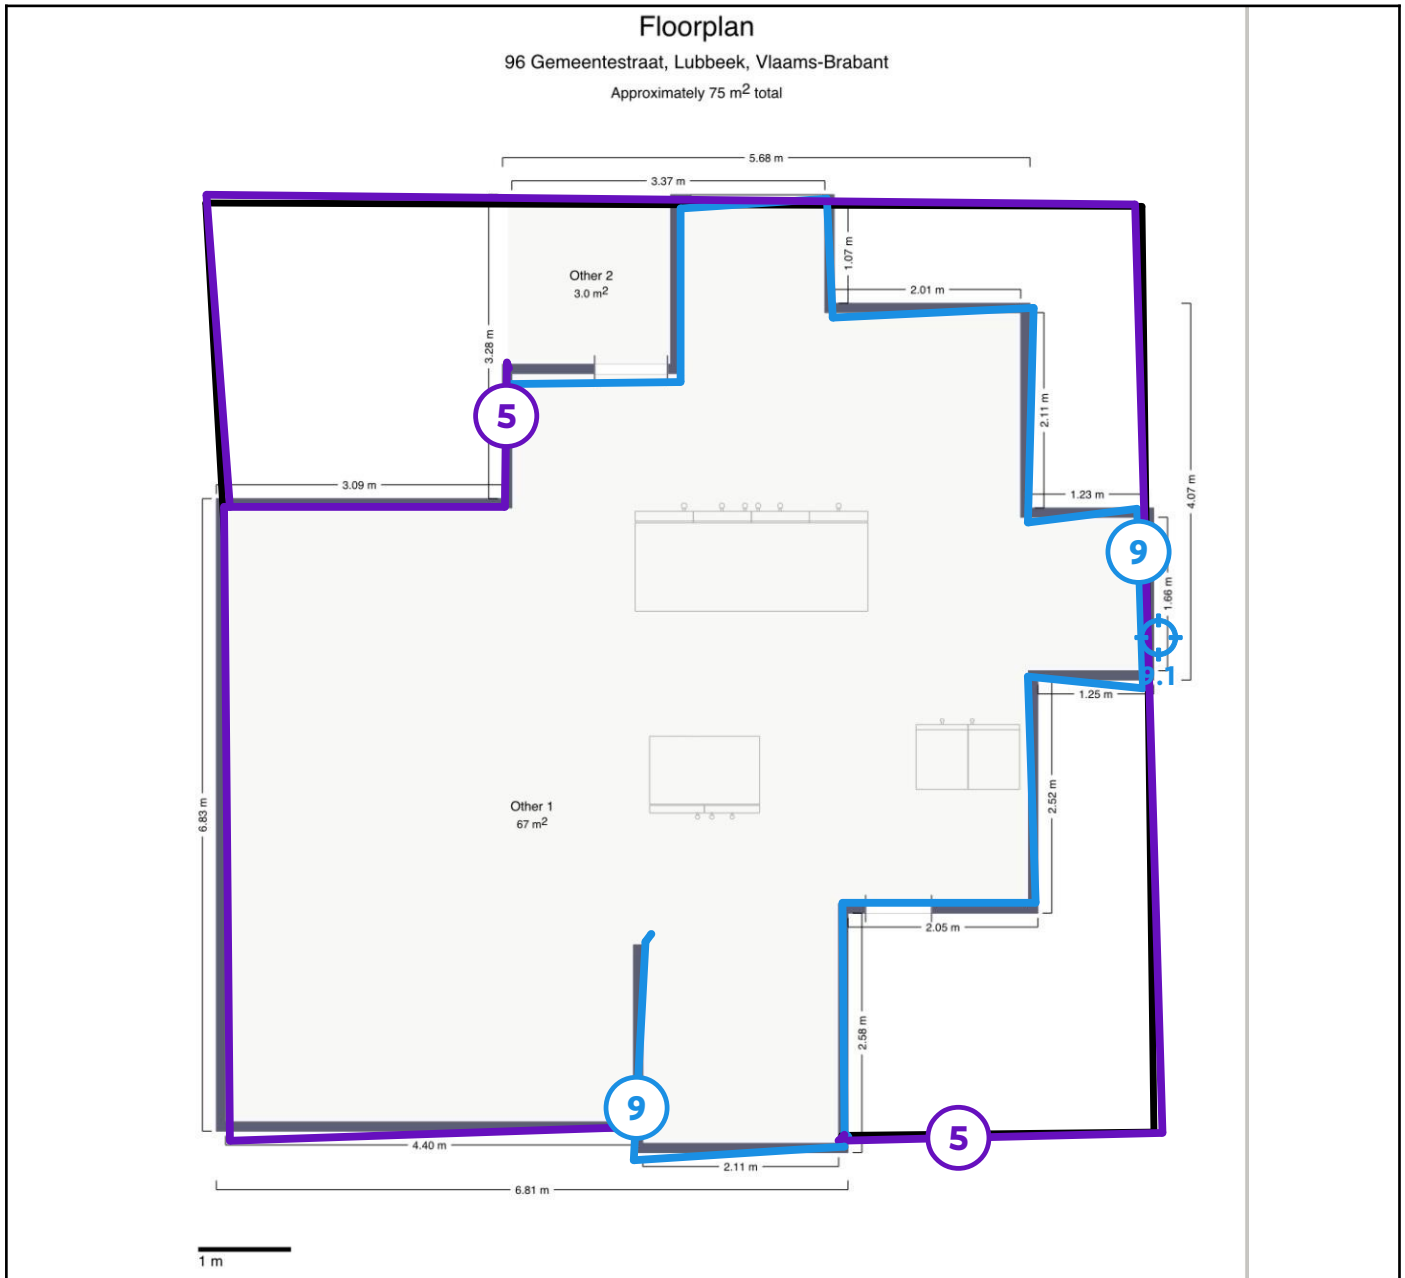 Floorplan
96 Gemeentestraat, Lubbeek, Vlaams-Brabant
Approximately 75 m2 total
5.68 m
3.37 m
1.07 m
Other 2
3.0 m2
2.01 m
3.28 m
2.11 m
5
3.09 m
1.23 m
4.07 m
9
1.66 m
9.1
1.25 m
Other 1
67 m2
6.83 m
2.52 m
2.05 m
2.58 m
9
5
4.40 m
2.11 m
6.81 m
1 m